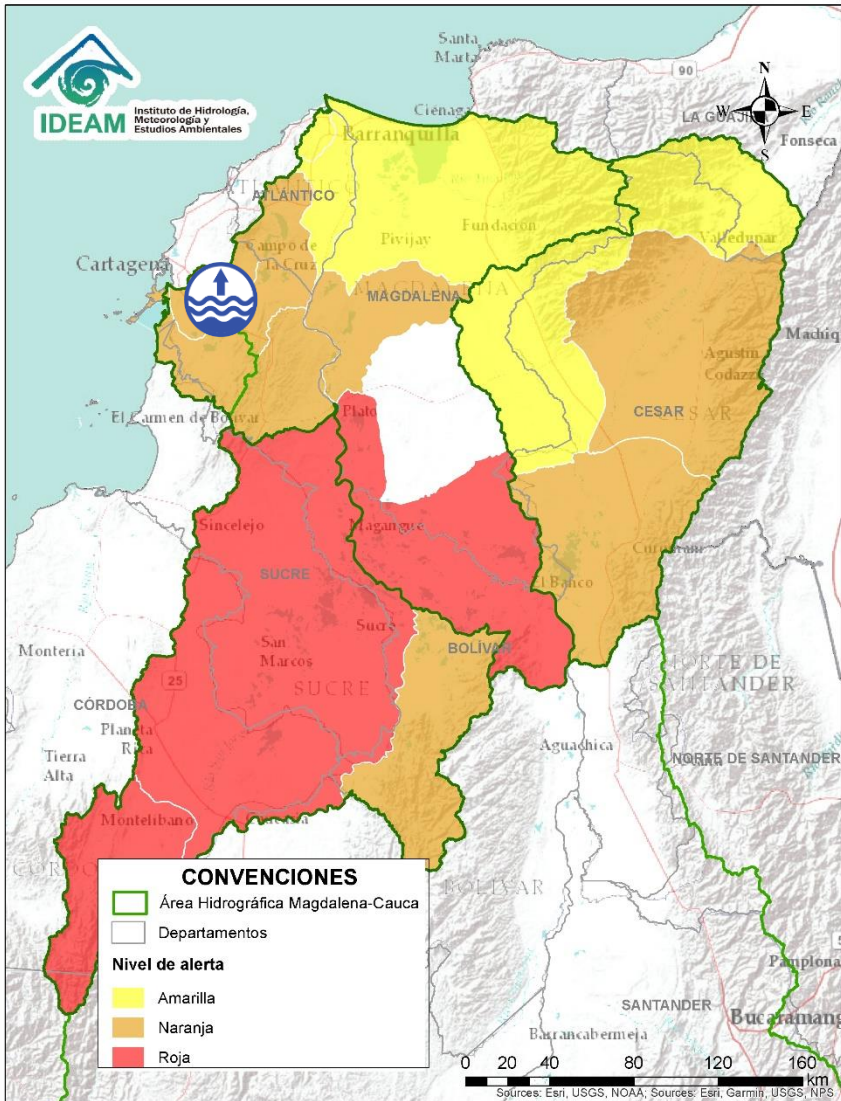 IDEAM
Instituto de Hidrología,
Meteorología y
Estudios Ambientales
Santa
Marta
90
N
W
E
S
LA GUAJIRA
Fonseca
Ciénaga
Barranquilla
ATLÁNTICO
Valledupar
Fundación
Pivijay
Campo de
la Cruz
Cartagena
MAGDALENA
Agustín
Codazzi
El Carmen de Bolívar
Plato
CESAR
CESAR
Sincelejo
Magangué
El Banco
SUCRE
Sucre
BOLÍVAR
San
Marcos
SUCRE
Montería
25
CÓRDOBA
Planeta
Rica
Tierra
Alta
NORTE DE
SANTANDER
Aguachica
NORTE DE SANTANDER
Montelíbano
BOLÍVAR
CONVENCIONES
Área Hidrográfica Magdalena-Cauca
Departamentos
Nivel de alerta
Amarilla
Naranja
Roja
Pamplona
SANTANDER
Bucaramang
Barrancabermeja
0 20 40 80 120 160
km
Sources: Esri, USGS, NOAA; Sources: Esri, Garmin, USGS, NPS